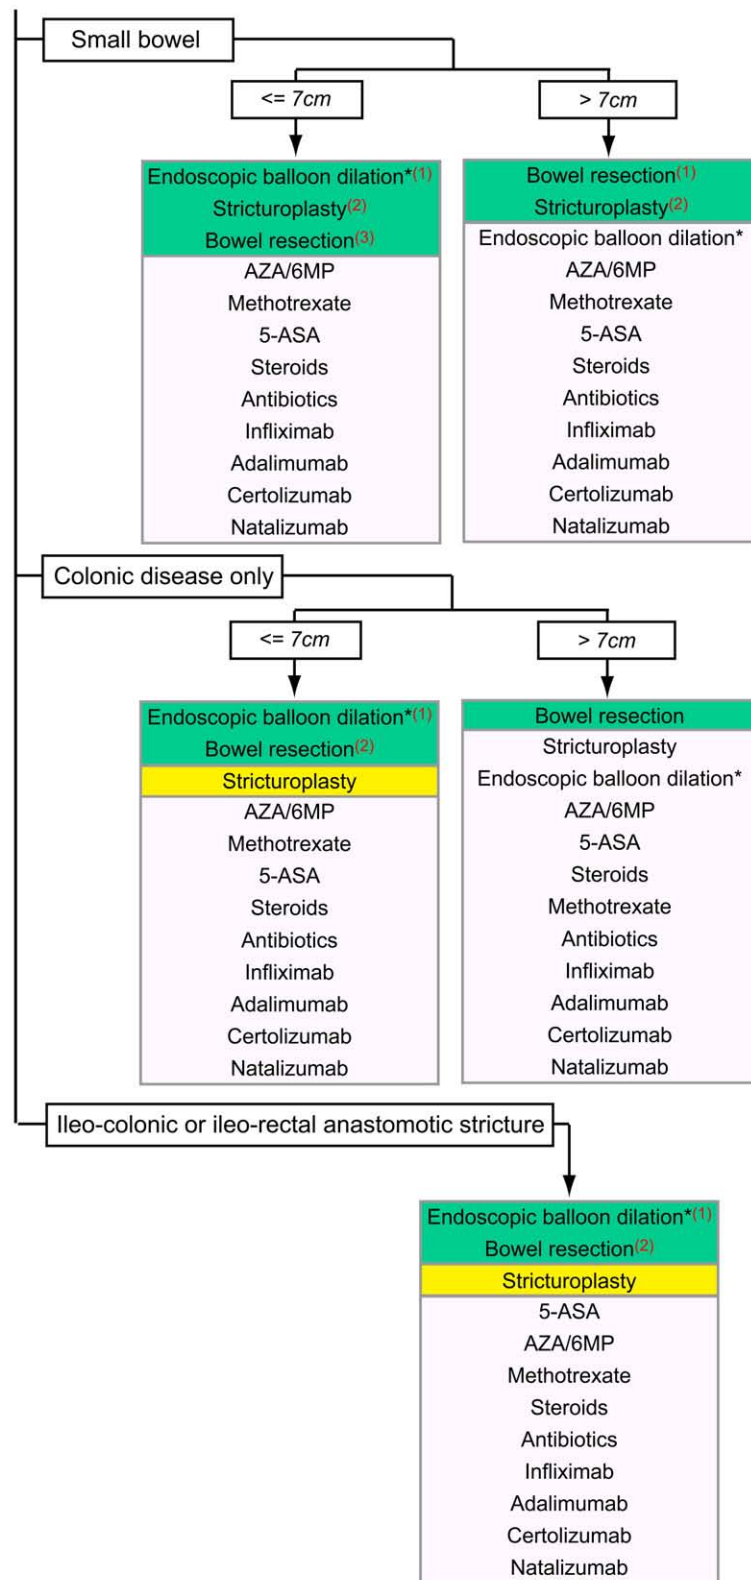 Small bowel
<= 7cm
> 7cm
Endoscopic balloon dilation*(1)
Stricturoplasty(2)
Bowel resection(3)
AZA/6MP
Methotrexate
5-ASA
Steroids
Antibiotics
Infliximab
Adalimumab
Certolizumab
Natalizumab
Bowel resection(1)
Stricturoplasty(2)
Endoscopic balloon dilation*
AZA/6MP
Methotrexate
5-ASA
Steroids
Antibiotics
Infliximab
Adalimumab
Certolizumab
Natalizumab
Colonic disease only
<= 7cm
> 7cm
Endoscopic balloon dilation*(1)
Bowel resection(2)
Stricturoplasty
AZA/6MP
Methotrexate
5-ASA
Steroids
Antibiotics
Infliximab
Adalimumab
Certolizumab
Natalizumab
Bowel resection
Stricturoplasty
Endoscopic balloon dilation*
AZA/6MP
5-ASA
Steroids
Methotrexate
Antibiotics
Infliximab
Adalimumab
Certolizumab
Natalizumab
Ileo-colonic or ileo-rectal anastomotic stricture
Endoscopic balloon dilation*(1)
Bowel resection(2)
Stricturoplasty
5-ASA
AZA/6MP
Methotrexate
Steroids
Antibiotics
Infliximab
Adalimumab
Certolizumab
Natalizumab